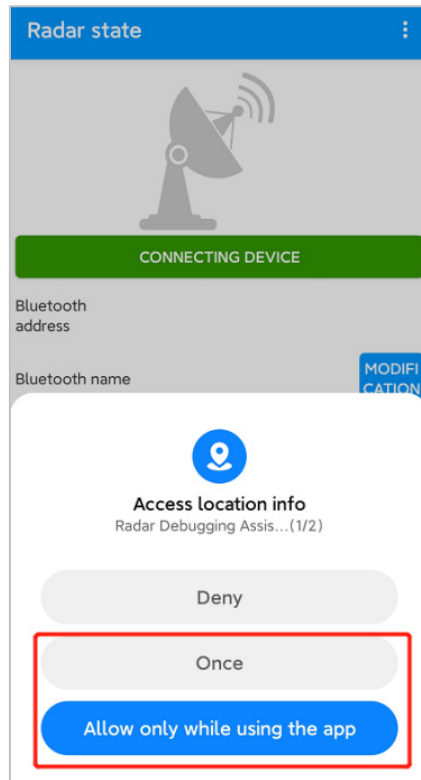 Radar state
CONNECTING DEVICE
Bluetooth
address
Bluetooth name
MODIFI
CATION
Access location info
Radar Debugging Assis...(1/2)
Deny
Once
Allow only while using the app